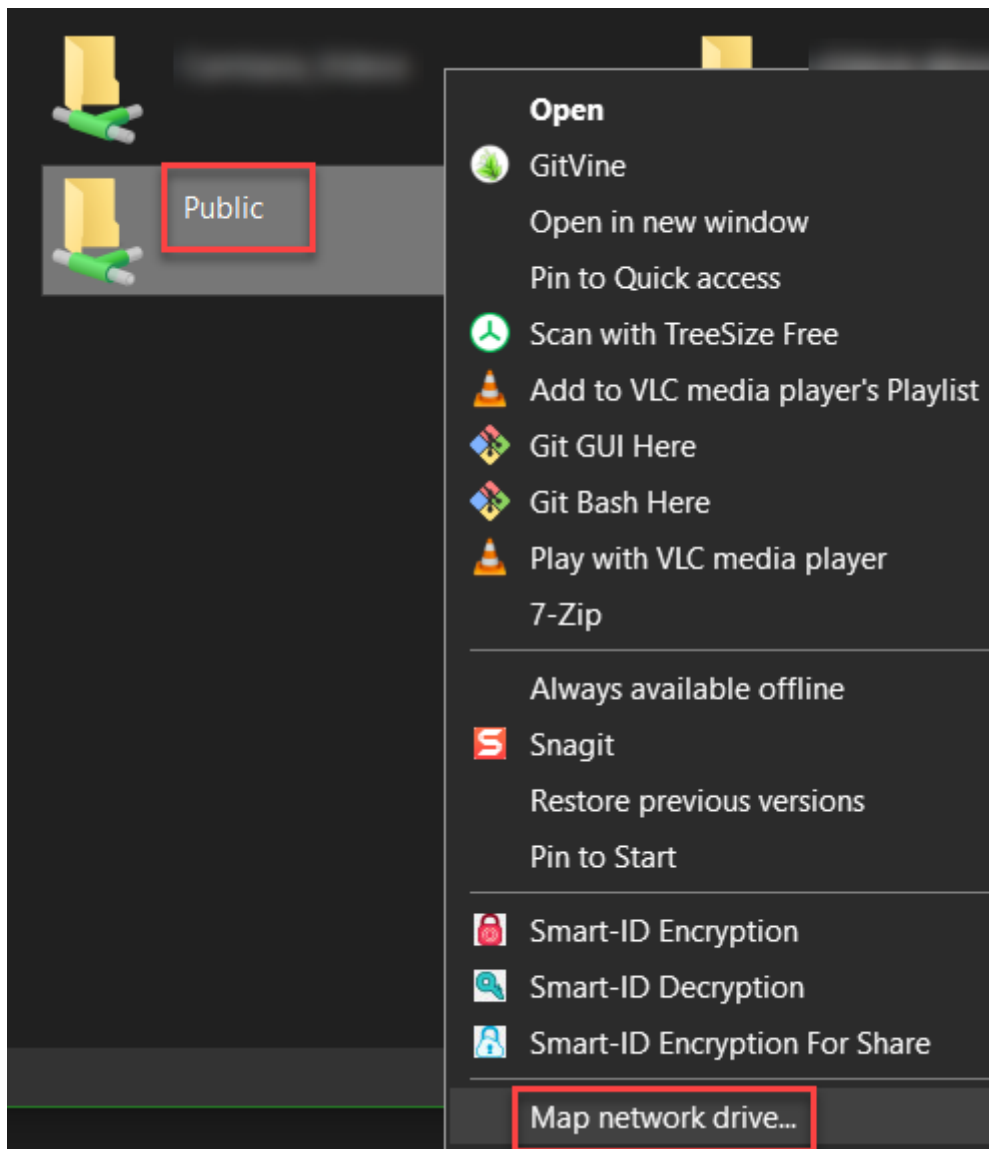 Public
Open
GitVine
Open in new window
Pin to Quick access
Scan with TreeSize Free
Add to VLC media player's Playlist
Git GUI Here
Git Bash Here
Play with VLC media player
7-Zip
Always available offline
Snagit
Restore previous versions
Pin to Start
Smart-ID Encryption
Smart-ID Decryption
Smart-ID Encryption For Share
Map network drive...